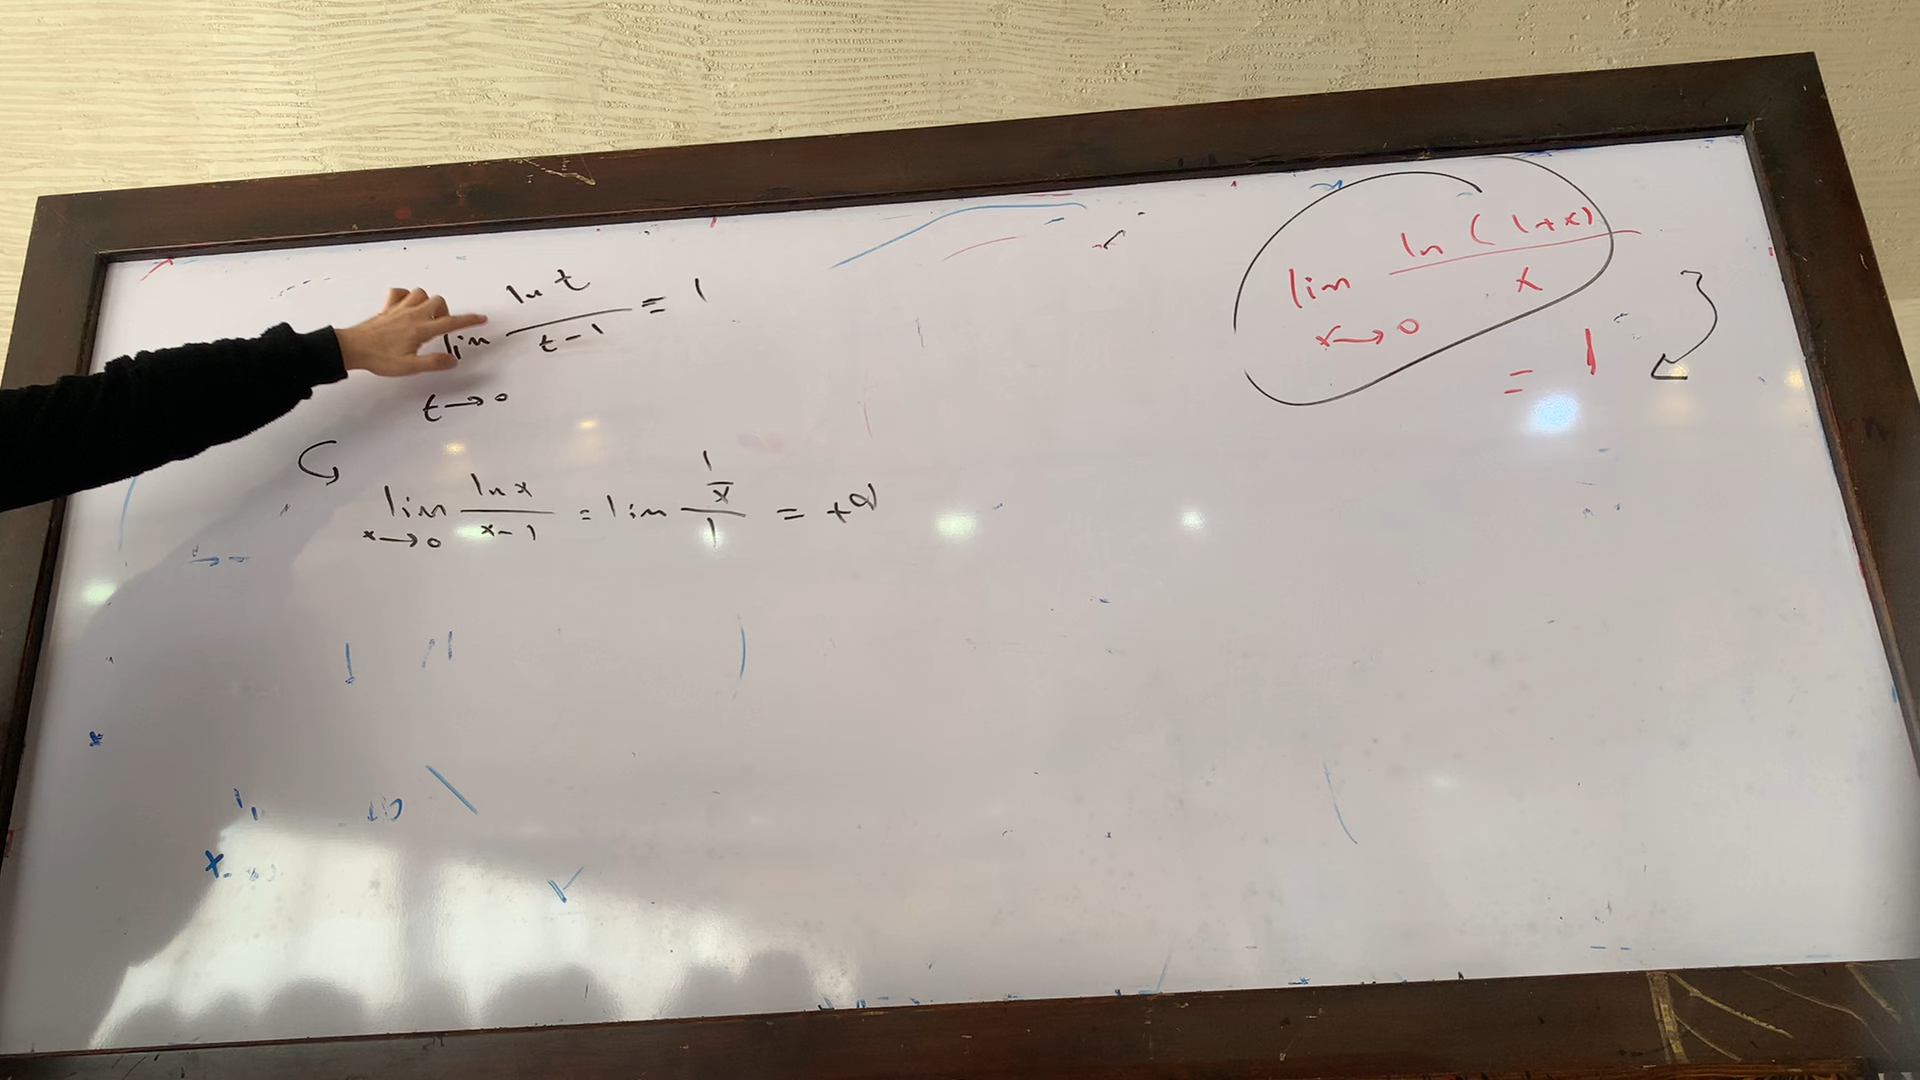 lim ln t / t-1 = 1
t→0
lim x→0 ln x / x-1 = lim 1/x / 1 = +∞
lim x→0 ln(1+x) / x
= 1